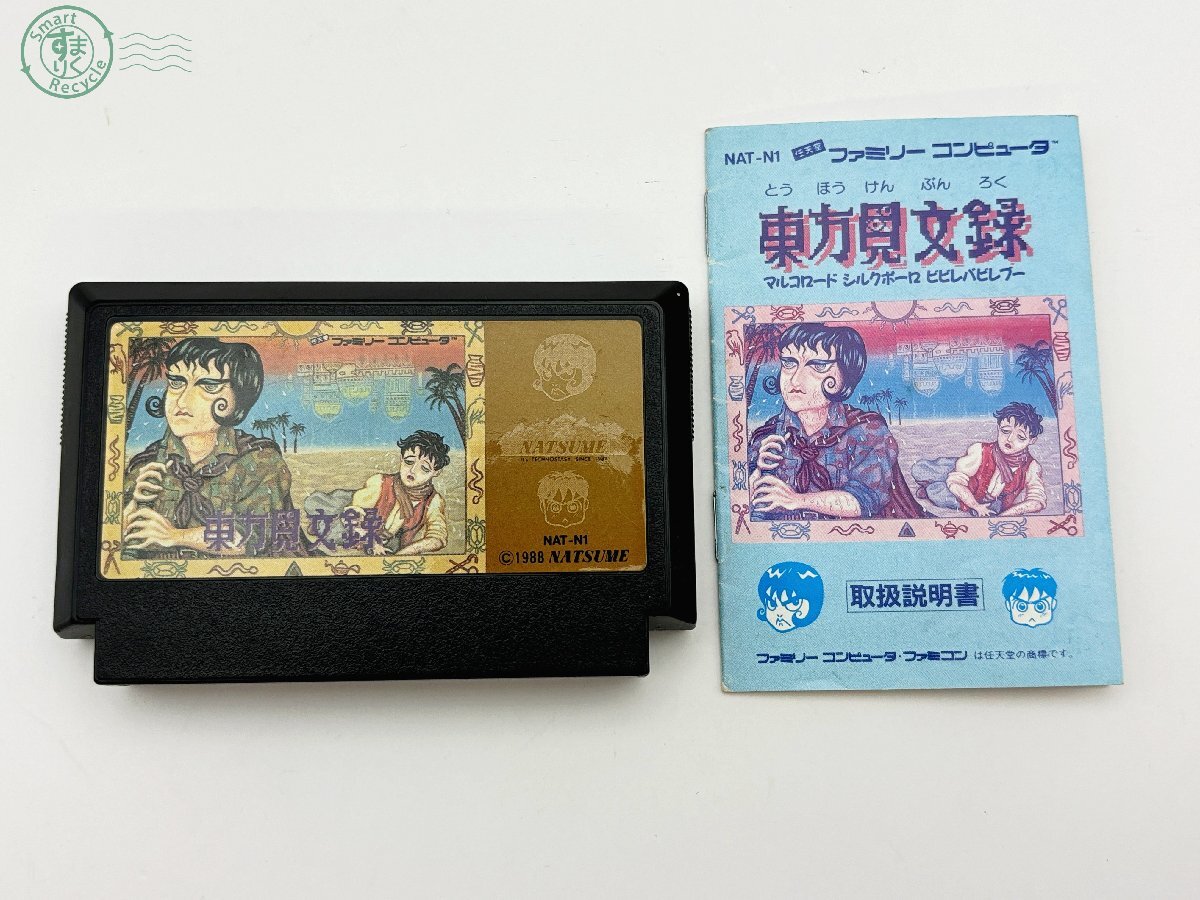 Smart
すまりく
Recycle
ファミリー コンピュータ™
東方見文録
NATSUME
NAT-N1
©1988 NATSUME
NAT-N1 任天堂 ファミリー コンピュータ™
とう ほう けん ぶん ろく
東方見文録
マルコロード シルクポーロ ビビレバビレブー
取扱説明書
ファミリー コンピュータ・ファミコン は任天堂の商標です。